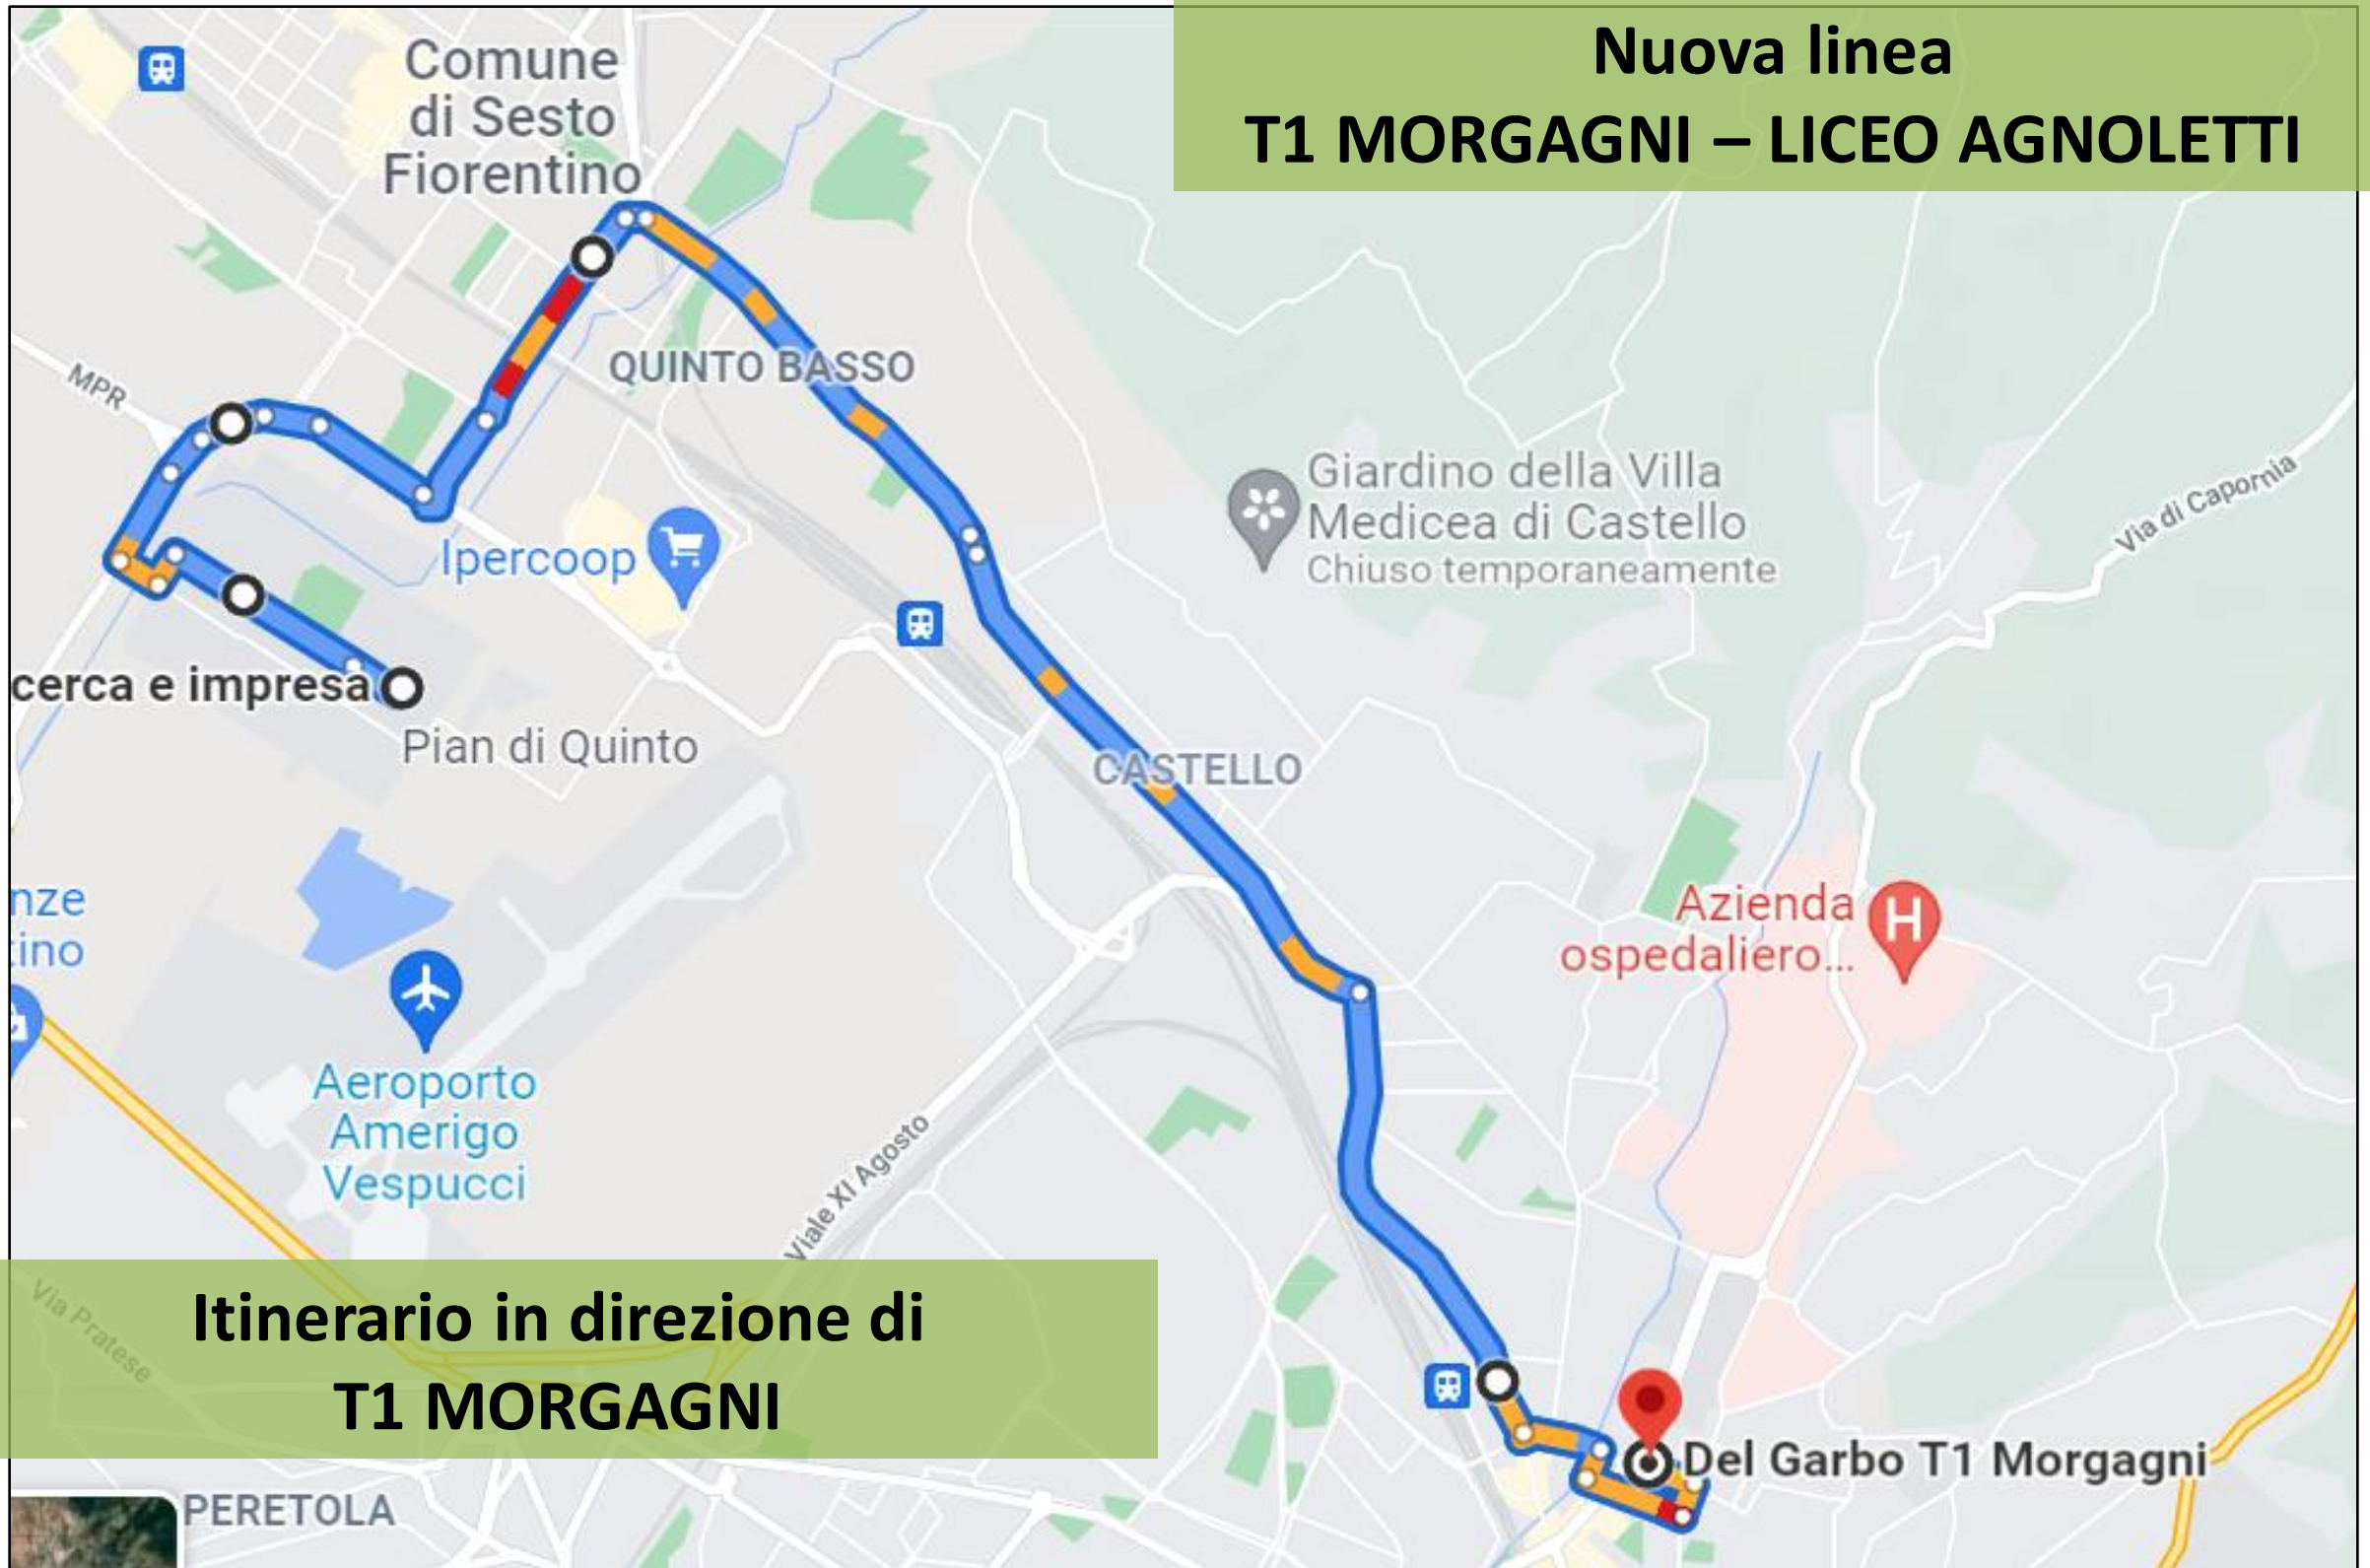 Nuova linea
T1 MORGAGNI – LICEO AGNOLETTI
Comune
di Sesto
Fiorentino
MPR
QUINTO BASSO
Giardino della Villa
Medicea di Castello
Chiuso temporaneamente
Via di Capornia
Ipercoop
cerca e impresa
Pian di Quinto
CASTELLO
Azienda
ospedaliero...
H
nze
tino
Aeroporto
Amerigo
Vespucci
Viale XI Agosto
Via Pratese
Itinerario in direzione di
T1 MORGAGNI
Del Garbo T1 Morgagni
PERETOLA